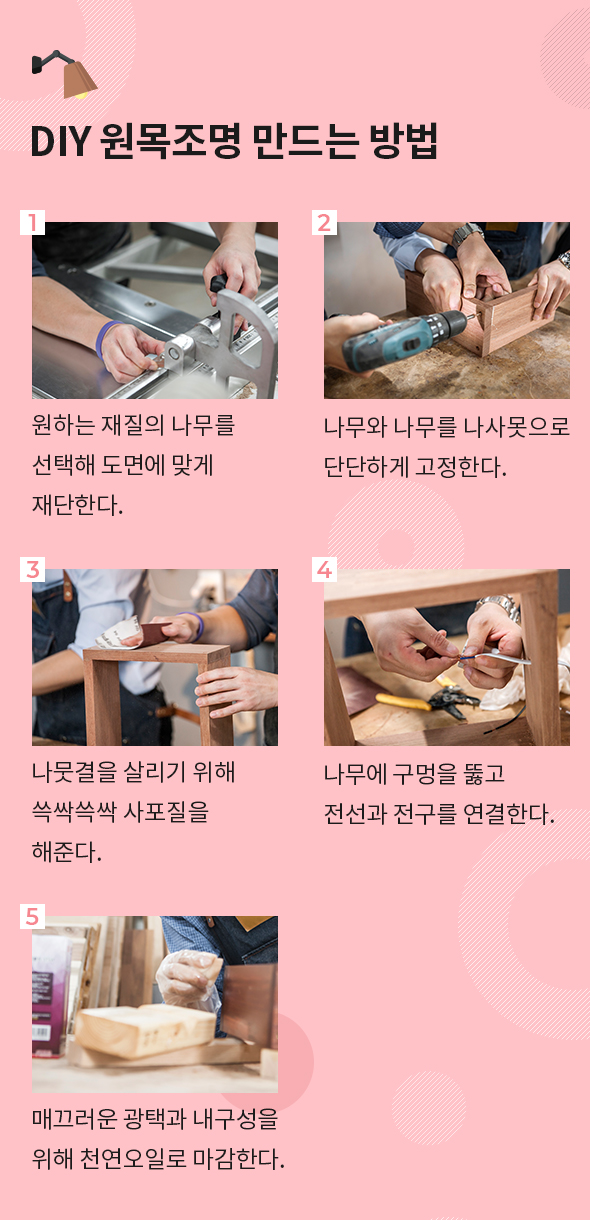 DIY 원목조명 만드는 방법
1
원하는 재질의 나무를
선택해 도면에 맞게
재단한다.
2
나무와 나무를 나사못으로
단단하게 고정한다.
3
나뭇결을 살리기 위해
쓱싹쓱싹 사포질을
해준다.
4
나무에 구멍을 뚫고
전선과 전구를 연결한다.
5
매끄러운 광택과 내구성을
위해 천연오일로 마감한다.